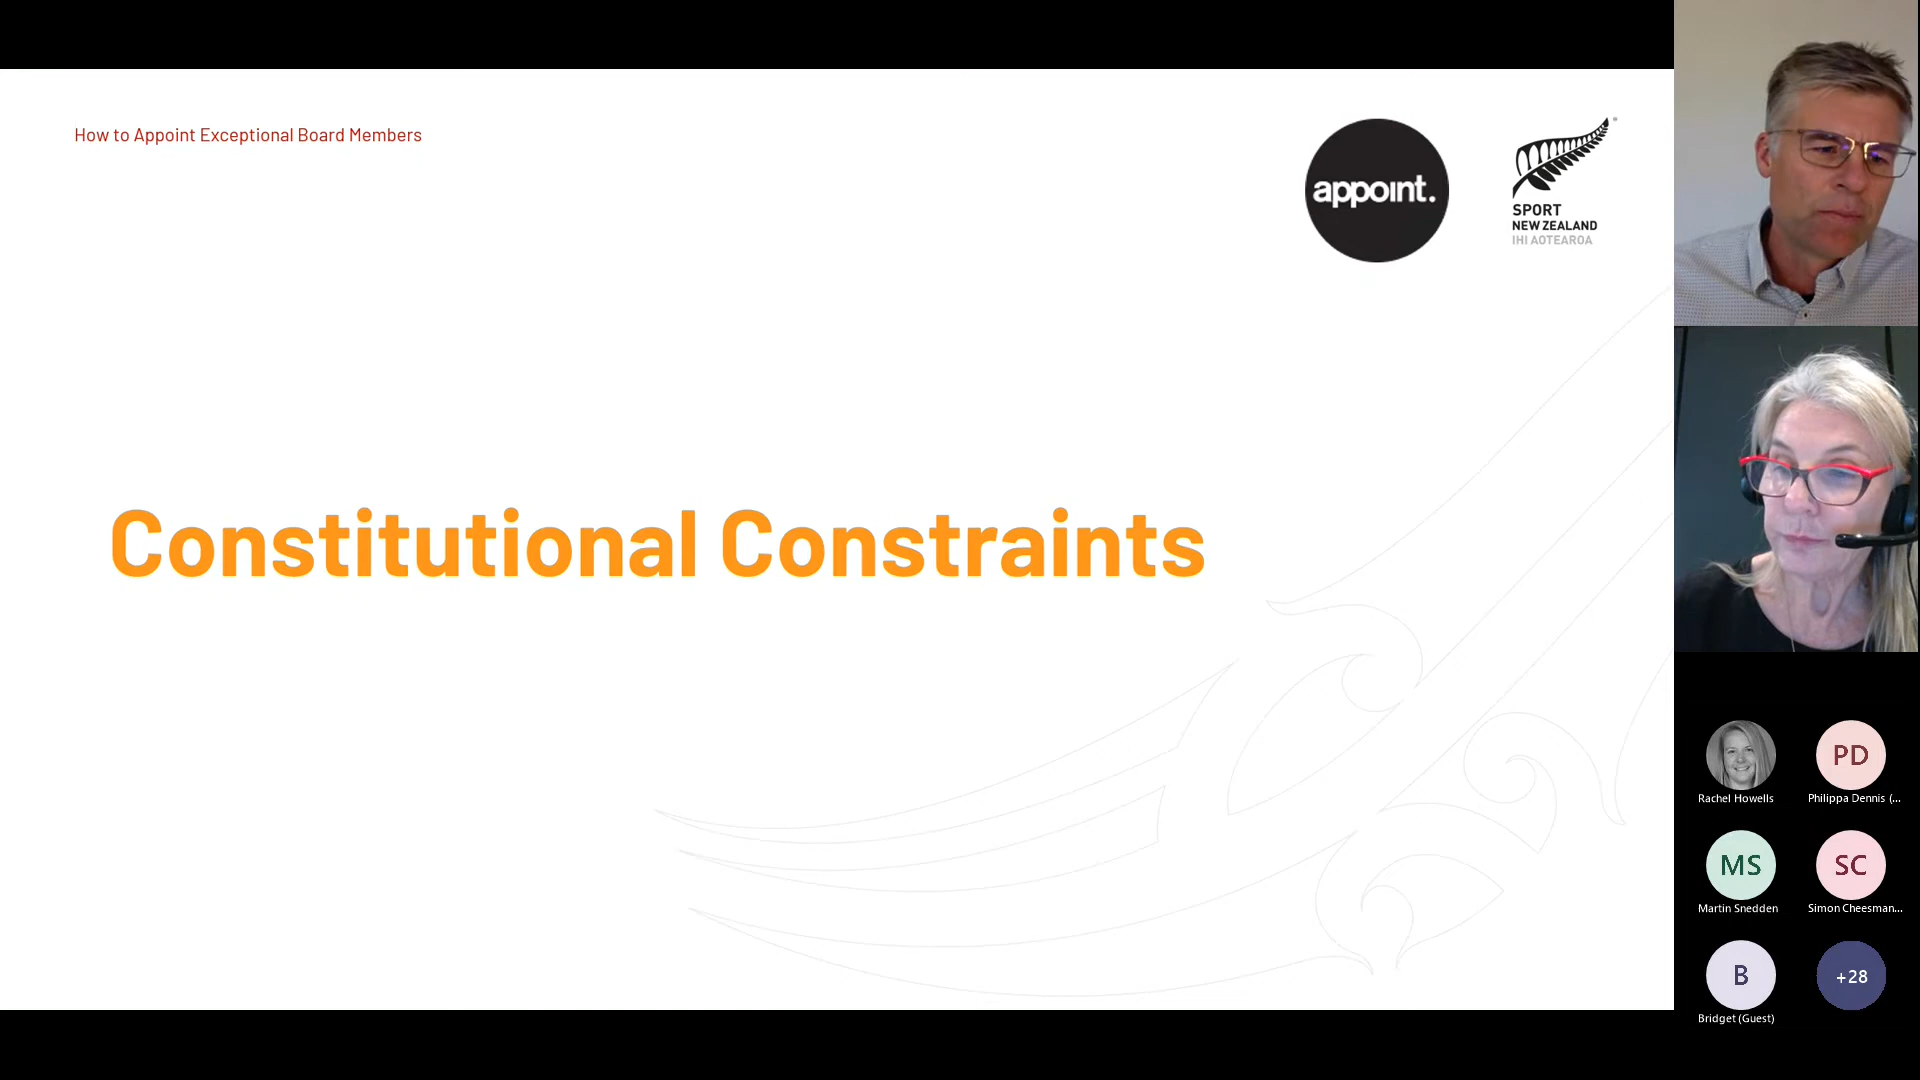 How to Appoint Exceptional Board Members
appoint.
SPORT
NEW ZEALAND
IHI AOTEAROA
Constitutional Constraints
PD
Rachel Howells
Philippa Dennis (...
MS
SC
Martin Snedden
Simon Cheesman...
B
+28
Bridget (Guest)